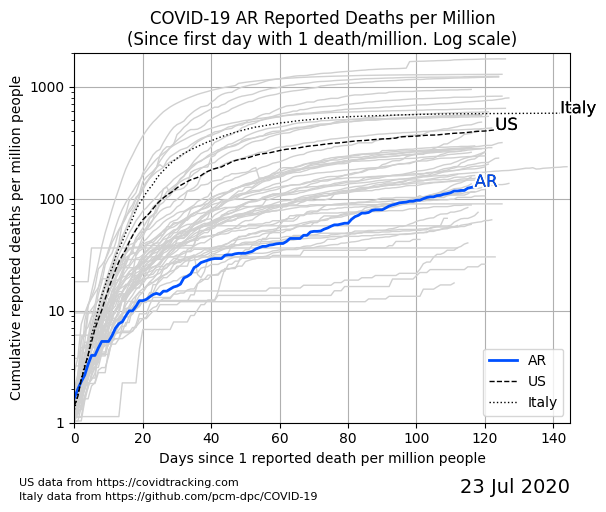 COVID-19 AR Reported Deaths per Million
(Since first day with 1 death/million. Log scale)
Cumulative reported deaths per million people
1000
100
10
1
Italy
US
AR
AR
US
Italy
0 20 40 60 80 100 120 140
Days since 1 reported death per million people
US data from https://covidtracking.com
Italy data from https://github.com/pcm-dpc/COVID-19
23 Jul 2020